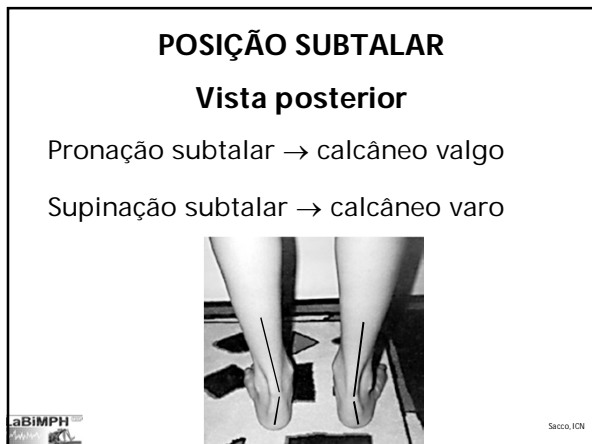 POSIÇÃO SUBTALAR
Vista posterior
Pronação subtalar → calcâneo valgo
Supinação subtalar → calcâneo varo
LaBiMPH
Sacco, ICN